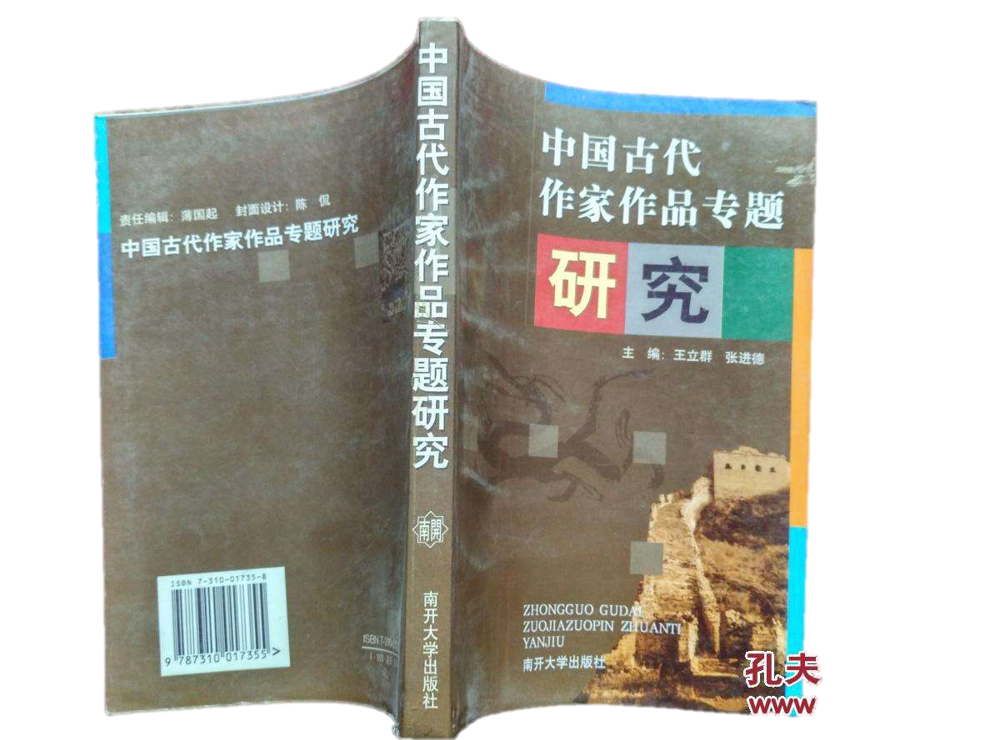 责任编辑：薄国起 封面设计：陈 侃
中国古代作家作品专题研究
ISBN 7-310-01735-8
9 787310 017355 >
ISBN 7-310
中国古代作家作品专题研究
南開
南开大学出版社
中国古代
作家作品专题
研究
主 编：王立群 张进德
ZHONGGUO GUDAI
ZUOJIAZUOPIN ZHUANTI
YANJIU
南开大学出版社
孔夫
www